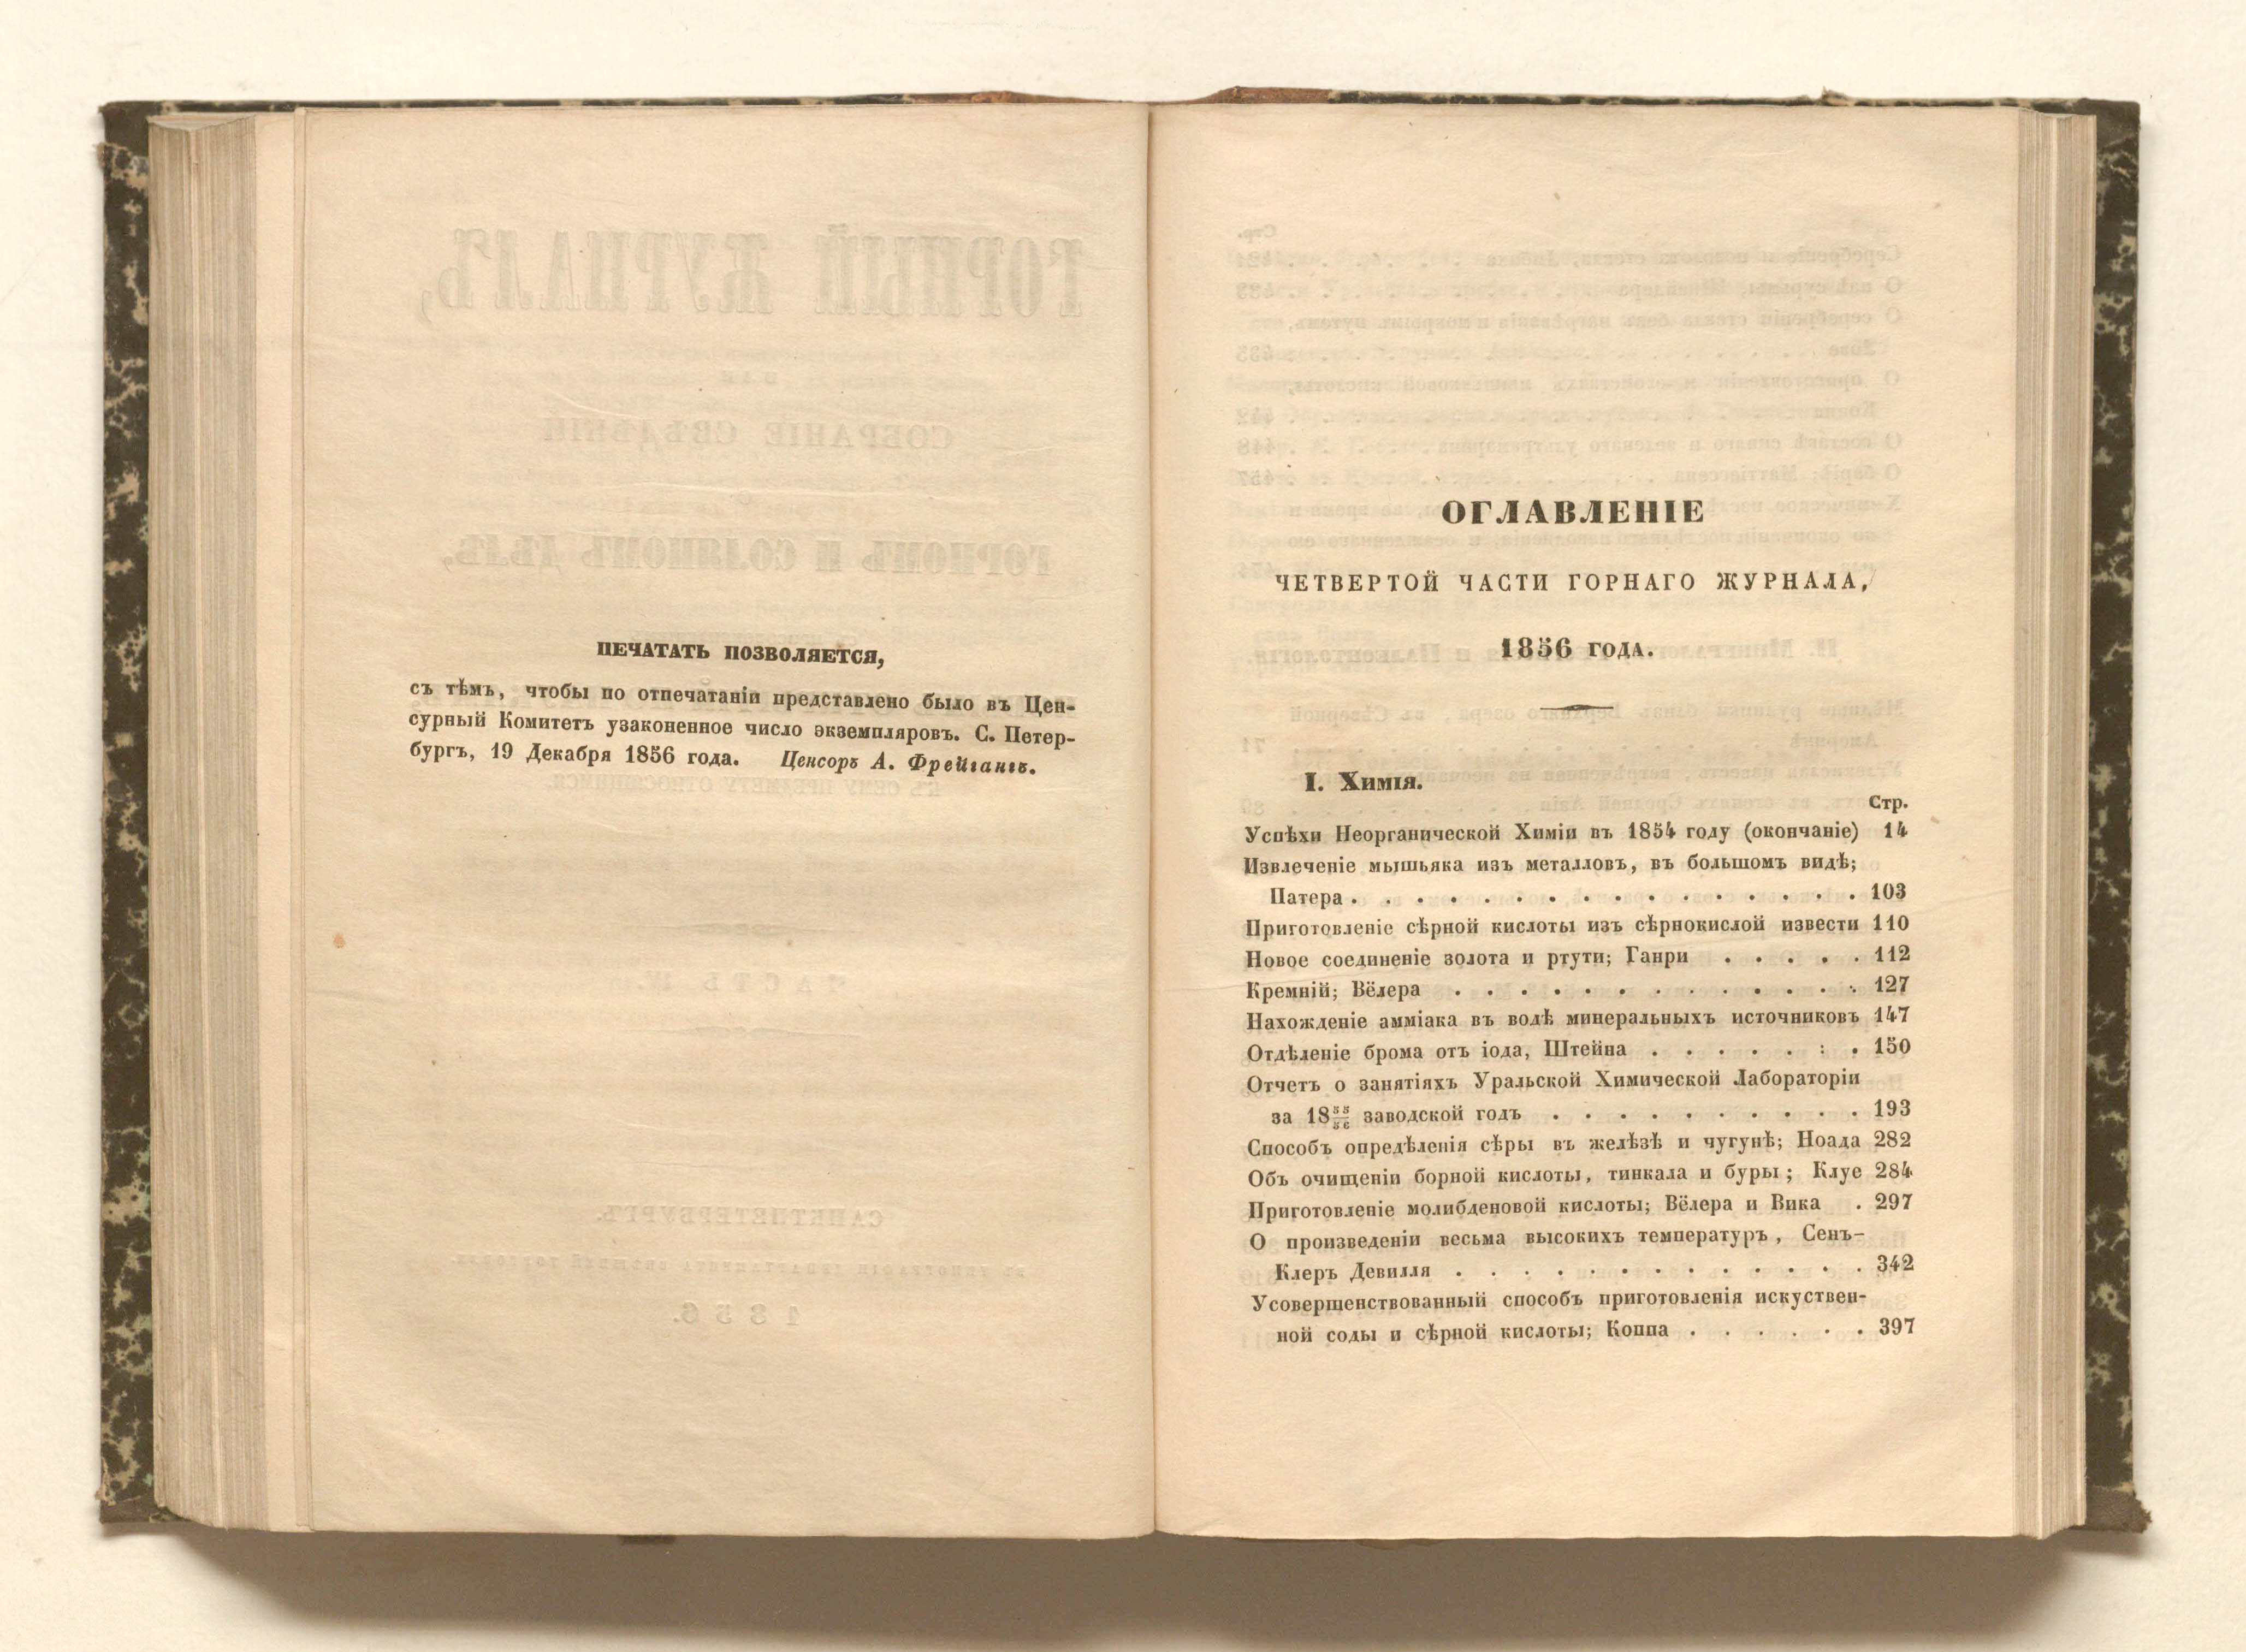 ПЕЧАТАТЬ ПОЗВОЛЯЕТСЯ,
съ тѣмъ, чтобы по отпечатаніи представлено было въ Цен-
сурный Комитетъ узаконенное число экземпляровъ. С. Петер-
бургъ, 19 Декабря 1856 года. Ценсоръ А. Фрейгангъ.
ОГЛАВЛЕНІЕ
ЧЕТВЕРТОЙ ЧАСТИ ГОРНАГО ЖУРНАЛА,
1856 ГОДА.
I. Химія.
Стр.
Успѣхи Неорганической Химіи въ 1854 году (окончаніе) 14
Извлеченіе мышьяка изъ металловъ, въ большомъ видѣ;
Патера . . . . . . . . . . . . . . . . 103
Приготовленіе сѣрной кислоты изъ сѣрнокислой извести 110
Новое соединеніе золота и ртути; Ганри . . . . . 112
Кремній; Вёлера . . . . . . . . . . . . . 127
Нахожденіе амміака въ водѣ минеральныхъ источниковъ 147
Отдѣленіе брома отъ іода, Штейна . . . . . : . 150
Отчетъ о занятіяхъ Уральской Химической Лабораторіи
за 18 55/56 заводской годъ . . . . . . . . . . 193
Способъ опредѣленія сѣры въ желѣзѣ и чугунѣ; Ноада 282
Объ очищеніи борной кислоты, тинкала и буры; Клуе 284
Приготовленіе молибденовой кислоты; Вёлера и Вика . 297
О произведеніи весьма высокихъ температуръ, Сенъ-
Клеръ Девилля . . . . . . . . . . . . . 342
Усовершенствованный способъ приготовленія искуствен-
ной соды и сѣрной кислоты; Коппа . . . . . . 397